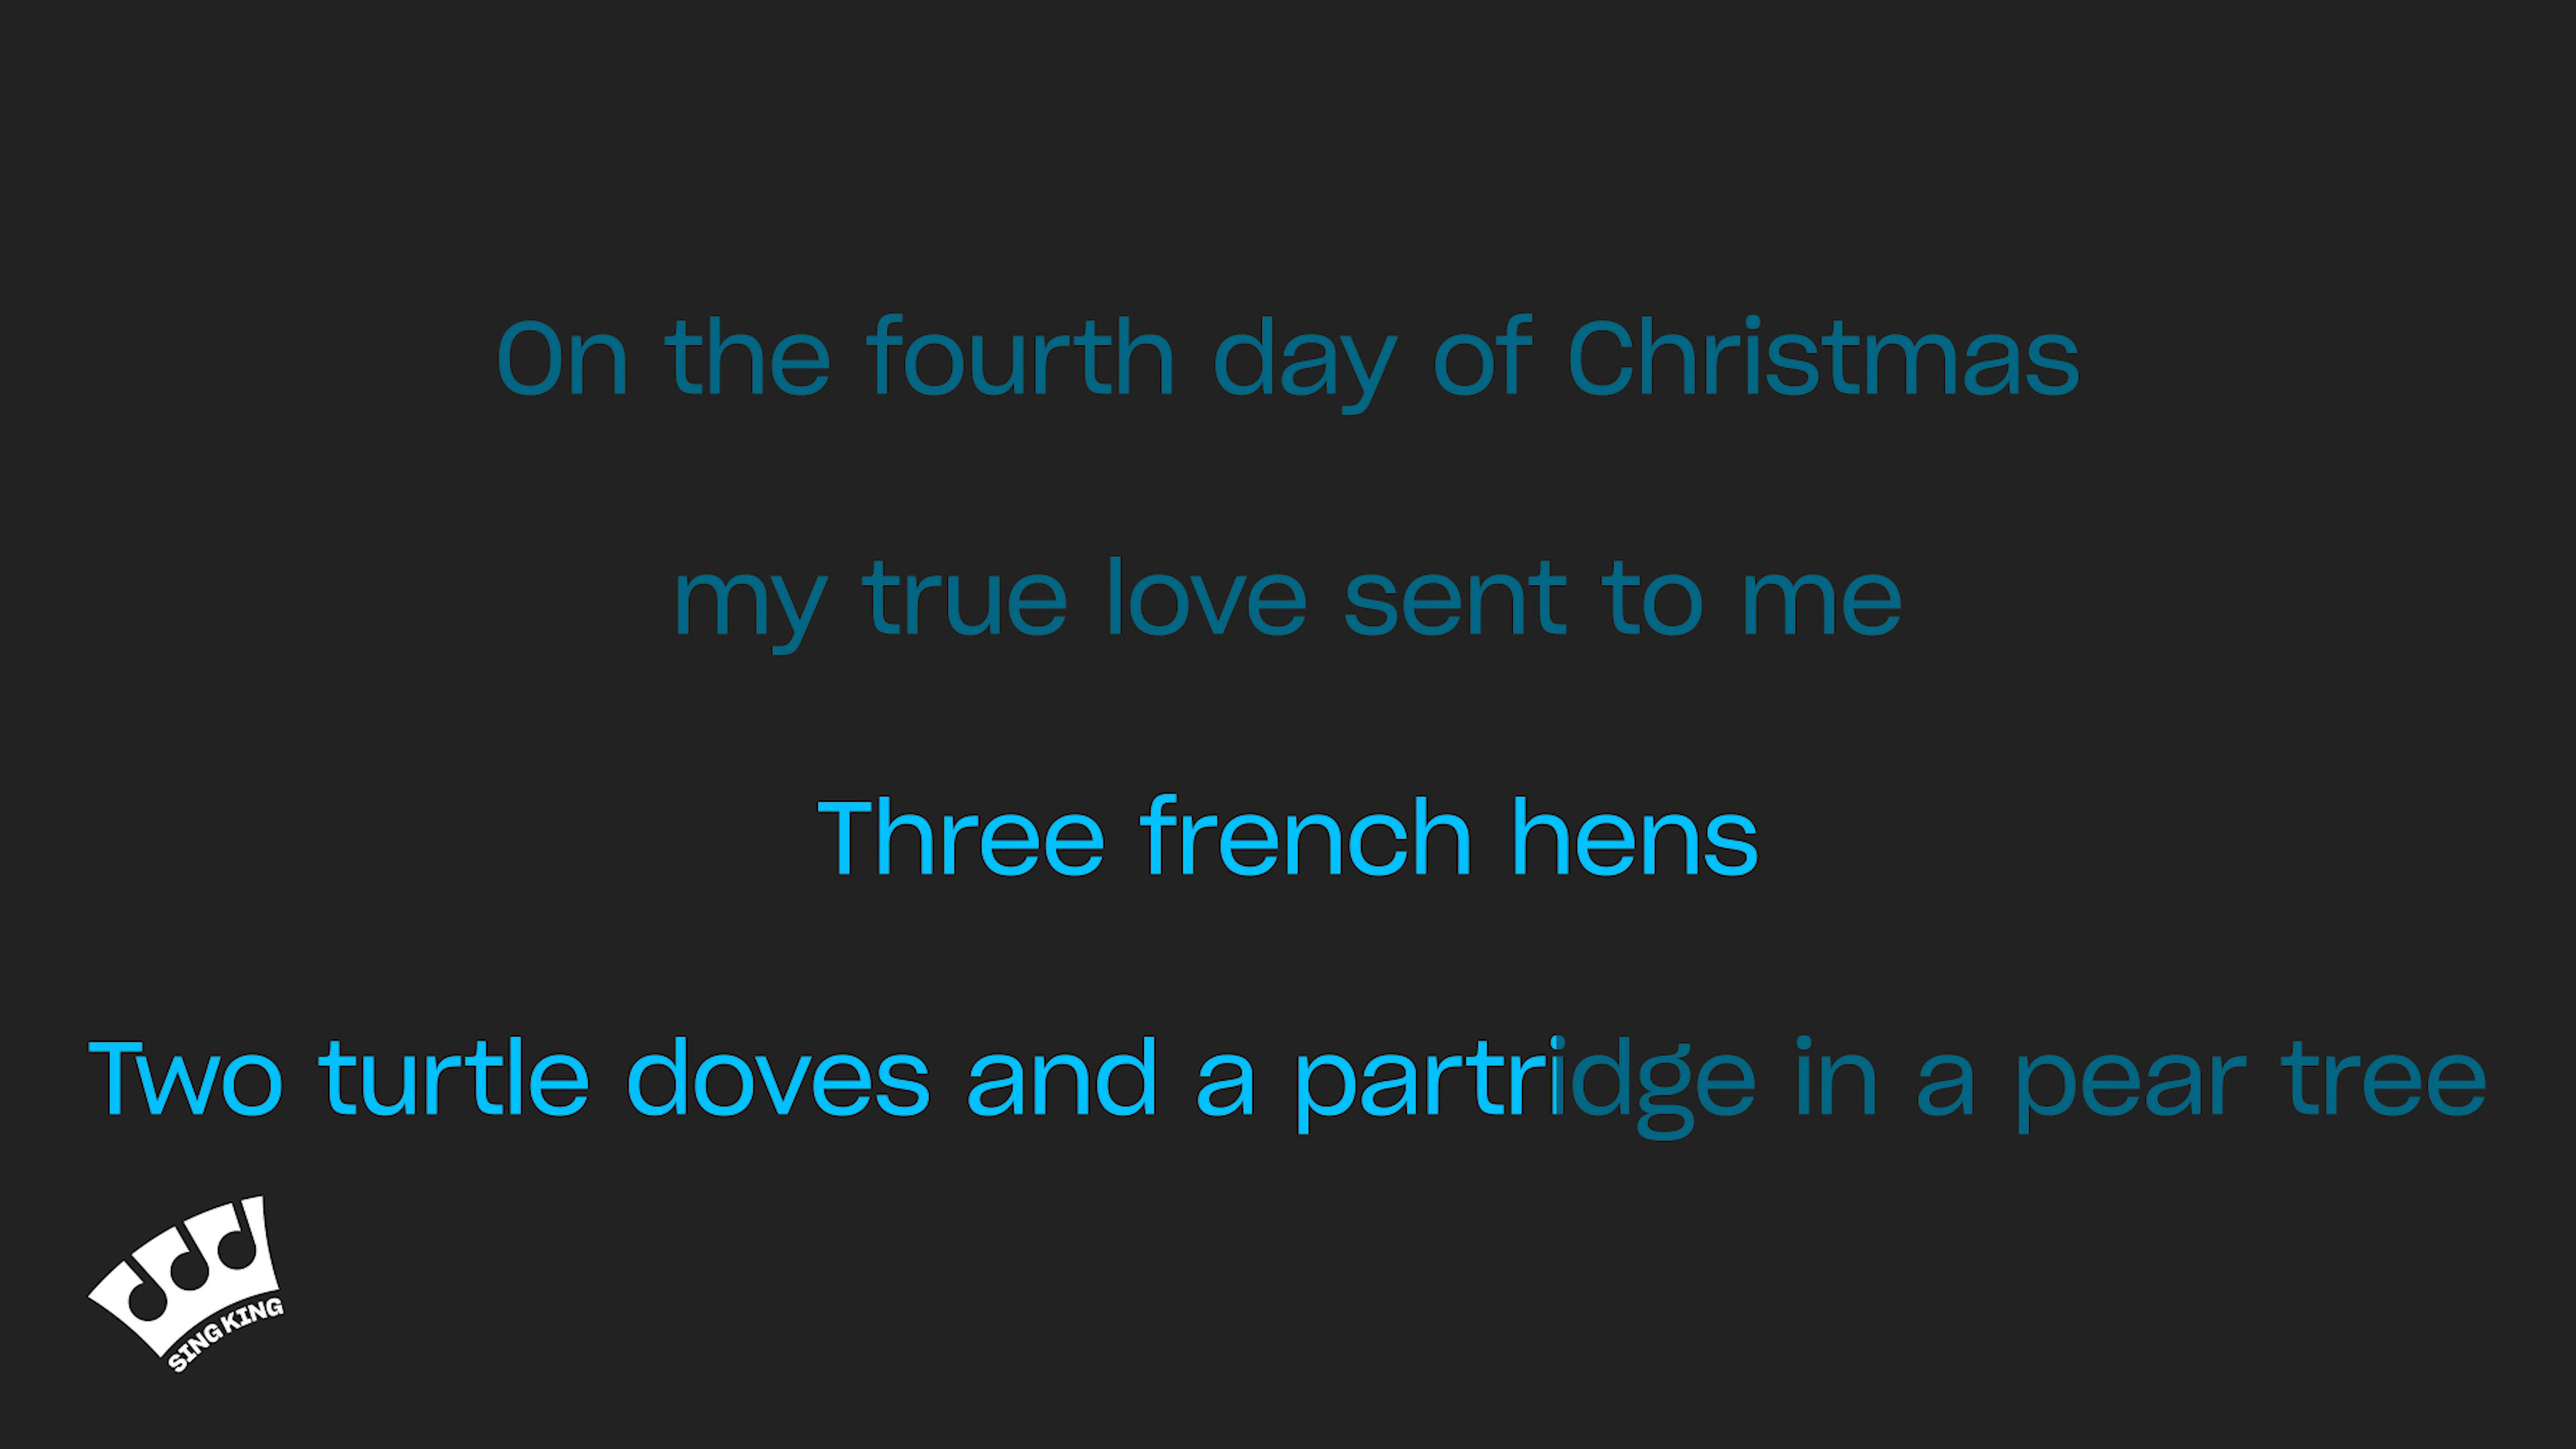 On the fourth day of Christmas
my true love sent to me
Three french hens
Two turtle doves and a partridge in a pear tree
SING KING